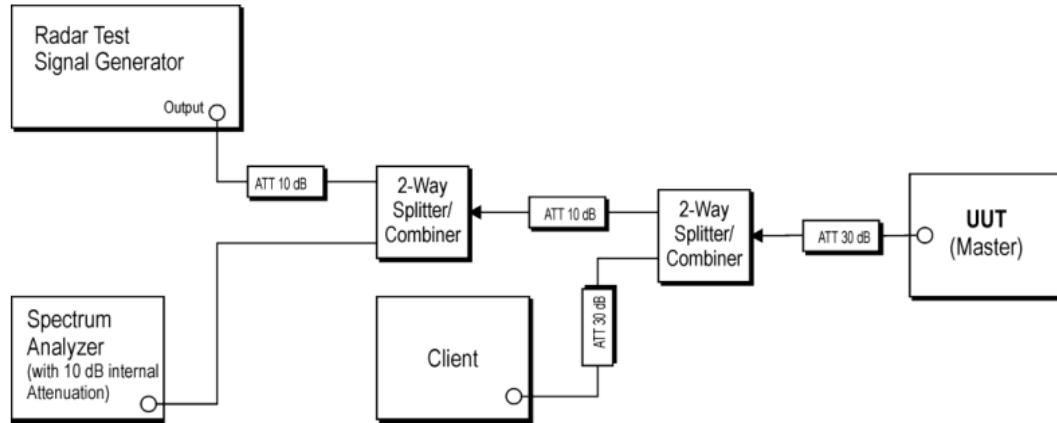 Radar Test
Signal Generator
Output
ATT 10 dB
2-Way
Splitter/
Combiner
ATT 10 dB
2-Way
Splitter/
Combiner
ATT 30 dB
UUT
(Master)
Spectrum
Analyzer
(with 10 dB internal
Attenuation)
Client
ATT 30 dB